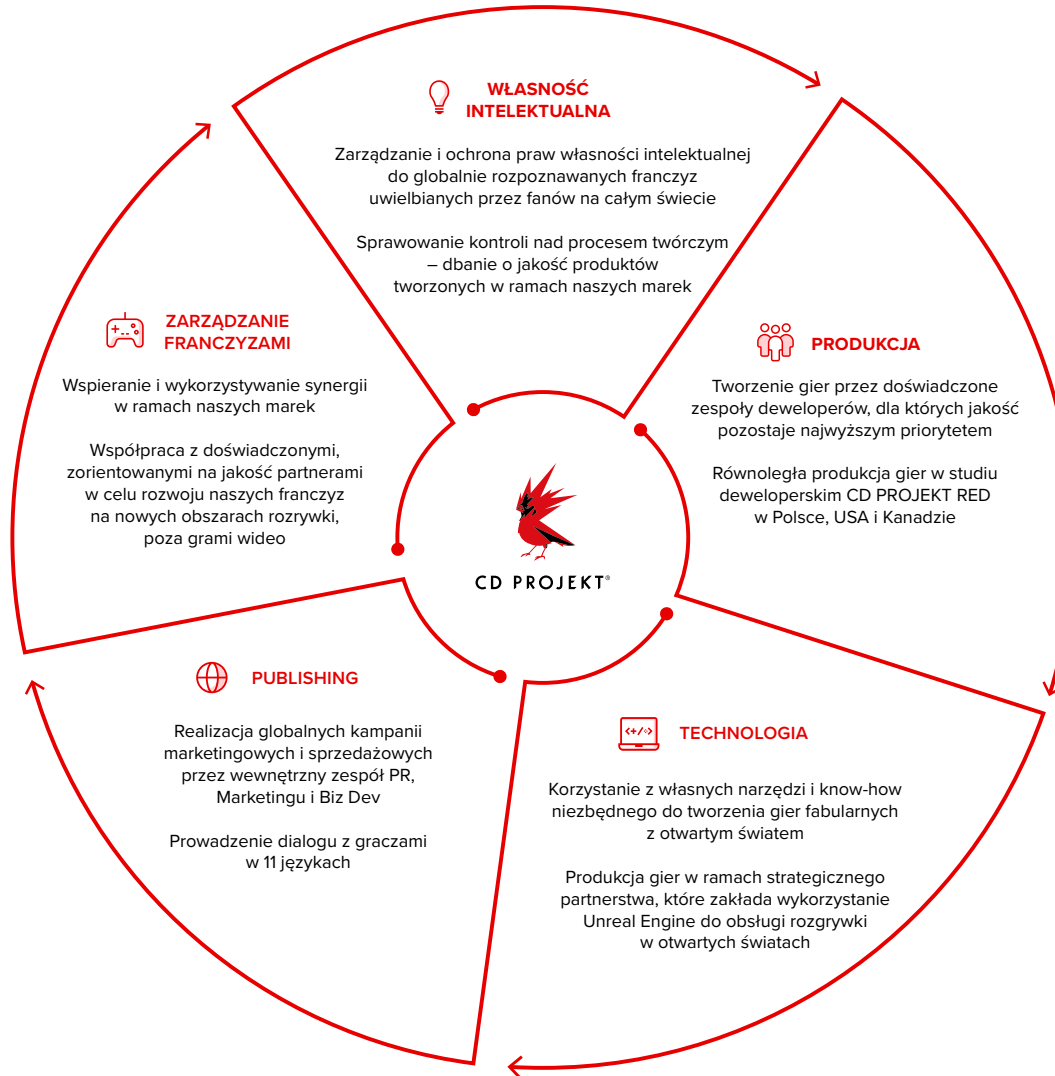 WŁASNOŚĆ
INTELEKTUALNA
Zarządzanie i ochrona praw własności intelektualnej
do globalnie rozpoznawanych franczyz
uwielbianych przez fanów na całym świecie
Sprawowanie kontroli nad procesem twórczym
– dbanie o jakość produktów
tworzonych w ramach naszych marek
PRODUKCJA
Tworzenie gier przez doświadczone
zespoły deweloperów, dla których jakość
pozostaje najwyższym priorytetem
Równoległa produkcja gier w studiu
deweloperskim CD PROJEKT RED
w Polsce, USA i Kanadzie
TECHNOLOGIA
Korzystanie z własnych narzędzi i know-how
niezbędnego do tworzenia gier fabularnych
z otwartym światem
Produkcja gier w ramach strategicznego
partnerstwa, które zakłada wykorzystanie
Unreal Engine do obsługi rozgrywki
w otwartych światach
PUBLISHING
Realizacja globalnych kampanii
marketingowych i sprzedażowych
przez wewnętrzny zespół PR,
Marketingu i Biz Dev
Prowadzenie dialogu z graczami
w 11 językach
ZARZĄDZANIE
FRANCZYZAMI
Wspieranie i wykorzystywanie synergii
w ramach naszych marek
Współpraca z doświadczonymi,
zorientowanymi na jakość partnerami
w celu rozwoju naszych franczyz
na nowych obszarach rozrywki,
poza grami wideo
CD PROJEKT®